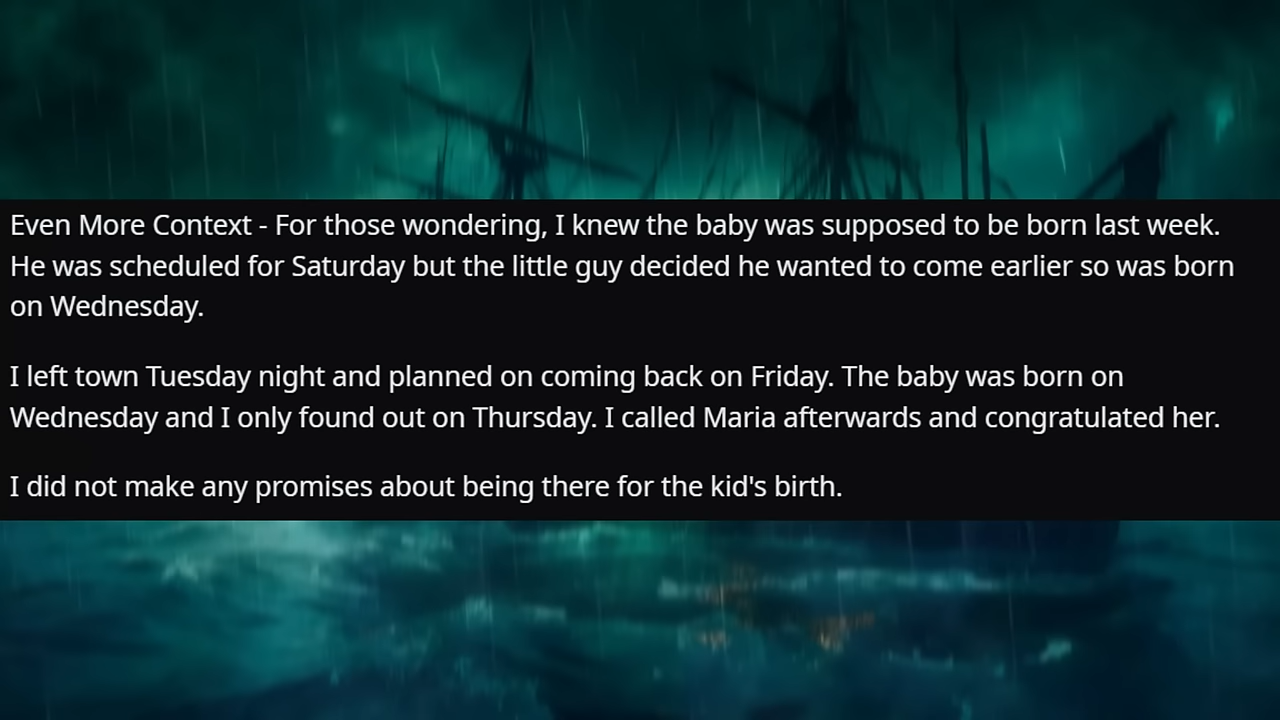 Even More Context - For those wondering, I knew the baby was supposed to be born last week.
He was scheduled for Saturday but the little guy decided he wanted to come earlier so was born
on Wednesday.
I left town Tuesday night and planned on coming back on Friday. The baby was born on
Wednesday and I only found out on Thursday. I called Maria afterwards and congratulated her.
I did not make any promises about being there for the kid's birth.